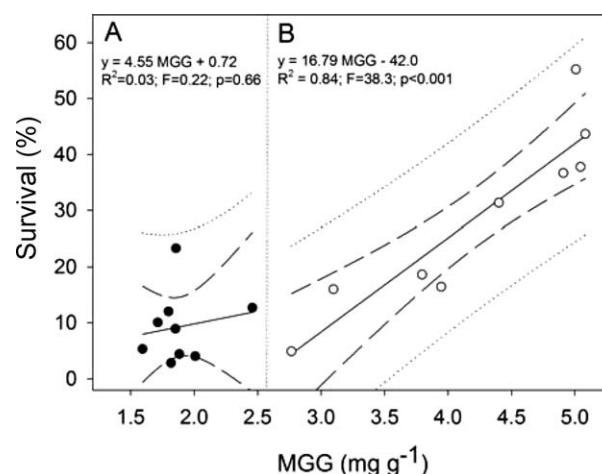 A
B
y = 4.55 MGG + 0.72
R²=0.03; F=0.22; p=0.66
y = 16.79 MGG - 42.0
R² = 0.84; F=38.3; p<0.001
Survival (%)
60
50
40
30
20
10
0
1.5 2.0 2.5 3.0 3.5 4.0 4.5 5.0
MGG (mg g⁻¹)